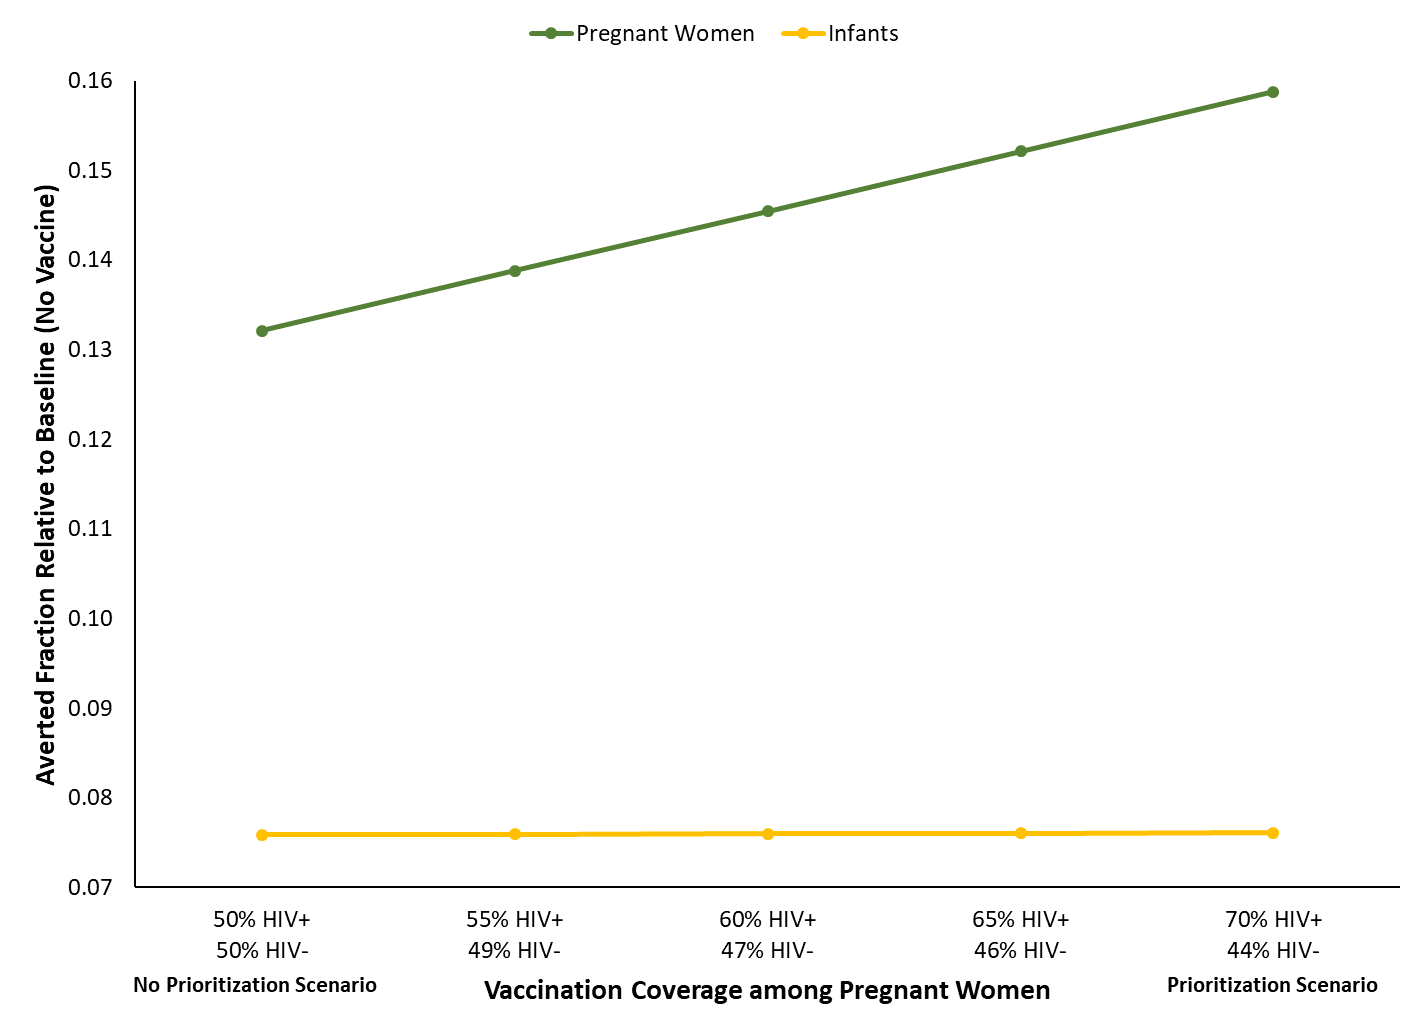 Pregnant Women
Infants
Averted Fraction Relative to Baseline (No Vaccine)
0.16
0.15
0.14
0.13
0.12
0.11
0.10
0.09
0.08
0.07
50% HIV+ 55% HIV+ 60% HIV+ 65% HIV+ 70% HIV+
50% HIV- 49% HIV- 47% HIV- 46% HIV- 44% HIV-
No Prioritization Scenario
Vaccination Coverage among Pregnant Women
Prioritization Scenario